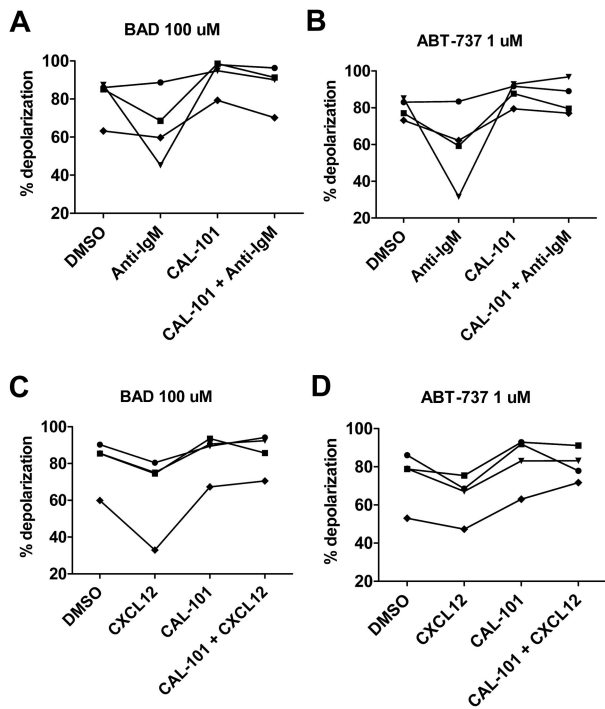 A
BAD 100 uM
% depolarization
100
80
60
40
20
DMSO
Anti-IgM
CAL-101
CAL-101 + Anti-IgM
B
ABT-737 1 uM
% depolarization
100
80
60
40
20
DMSO
Anti-IgM
CAL-101
CAL-101 + Anti-IgM
C
BAD 100 uM
% depolarization
100
80
60
40
20
DMSO
CXCL12
CAL-101
CAL-101 + CXCL12
D
ABT-737 1 uM
% depolarization
100
80
60
40
20
DMSO
CXCL12
CAL-101
CAL-101 + CXCL12